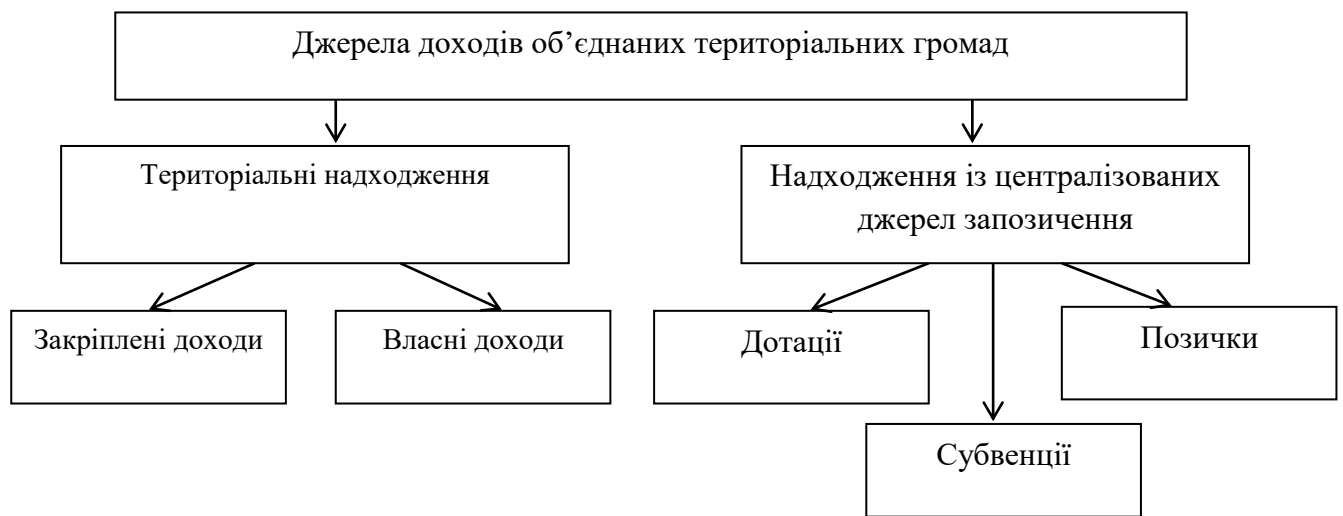 Джерела доходів об’єднаних територіальних громад
Територіальні надходження
Надходження із централізованих
джерел запозичення
Закріплені доходи
Власні доходи
Дотації
Позички
Субвенції